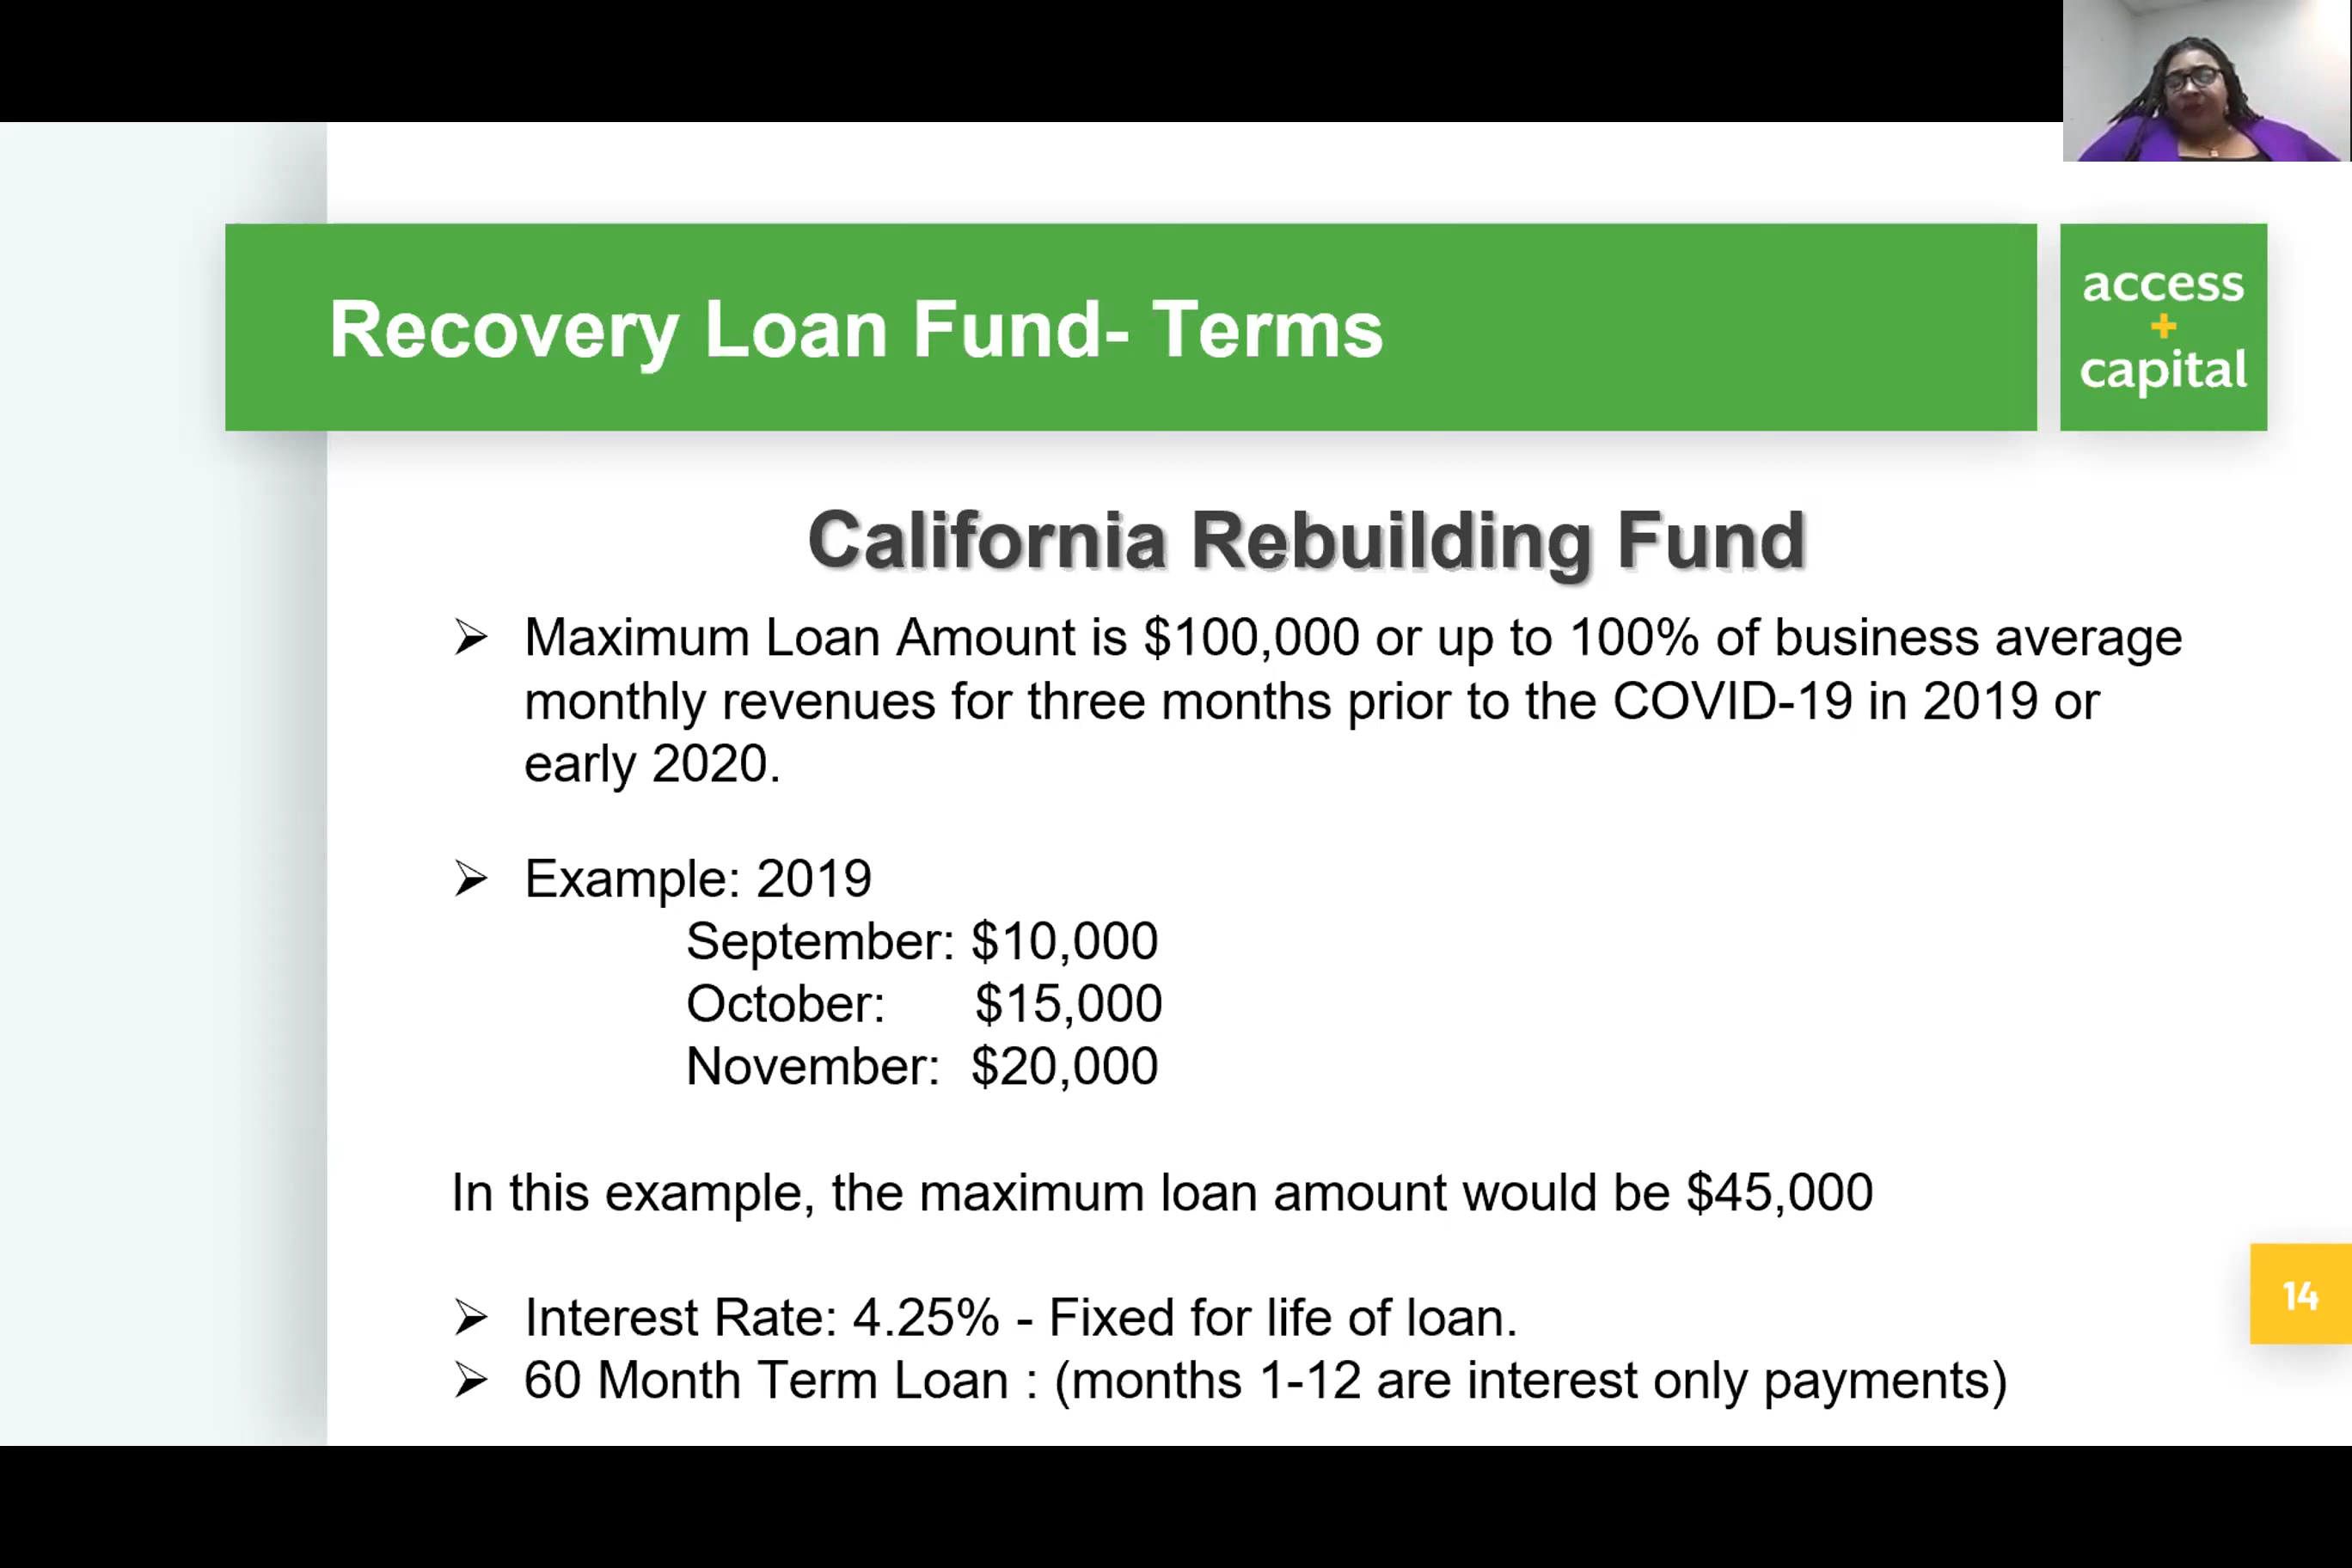 Recovery Loan Fund- Terms
access
+
capital
California Rebuilding Fund
➢ Maximum Loan Amount is $100,000 or up to 100% of business average
monthly revenues for three months prior to the COVID-19 in 2019 or
early 2020.
➢ Example: 2019
September: $10,000
October: $15,000
November: $20,000
In this example, the maximum loan amount would be $45,000
➢ Interest Rate: 4.25% - Fixed for life of loan.
➢ 60 Month Term Loan : (months 1-12 are interest only payments)
14